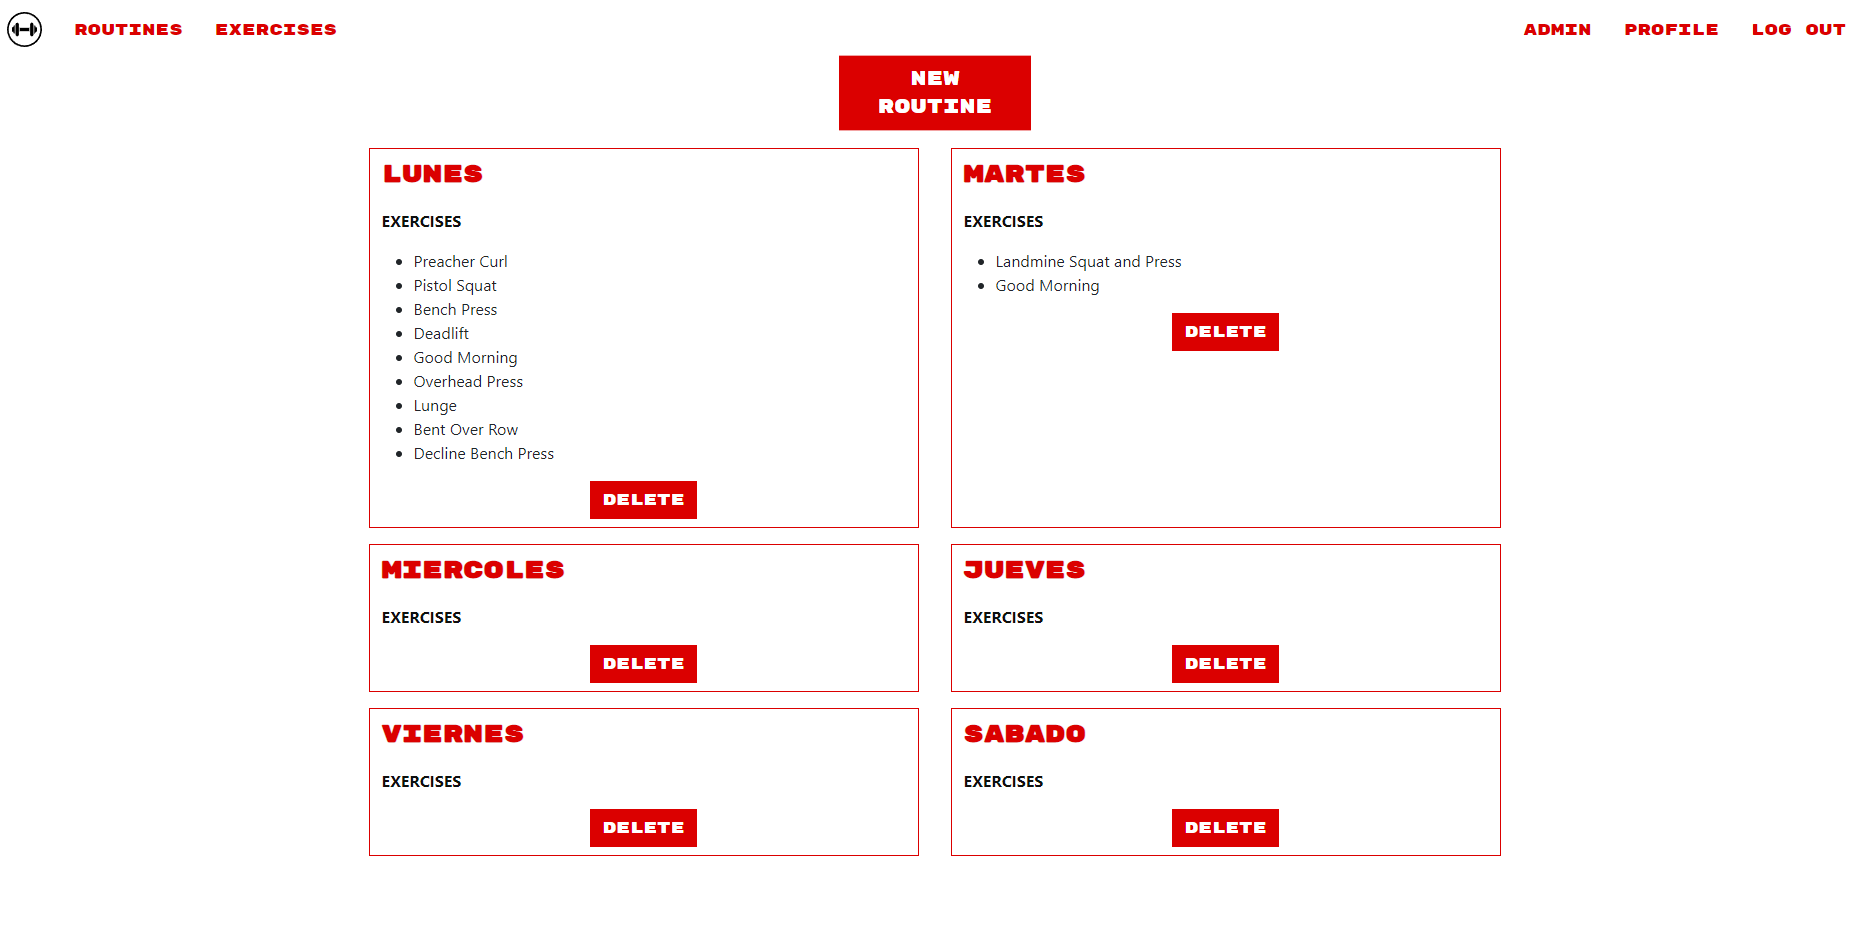 ROUTINES
EXERCISES
ADMIN
PROFILE
LOG OUT
NEW
ROUTINE
LUNES
EXERCISES
Preacher Curl
Pistol Squat
Bench Press
Deadlift
Good Morning
Overhead Press
Lunge
Bent Over Row
Decline Bench Press
DELETE
MARTES
EXERCISES
Landmine Squat and Press
Good Morning
DELETE
MIERCOLES
EXERCISES
DELETE
JUEVES
EXERCISES
DELETE
VIERNES
EXERCISES
DELETE
SABADO
EXERCISES
DELETE